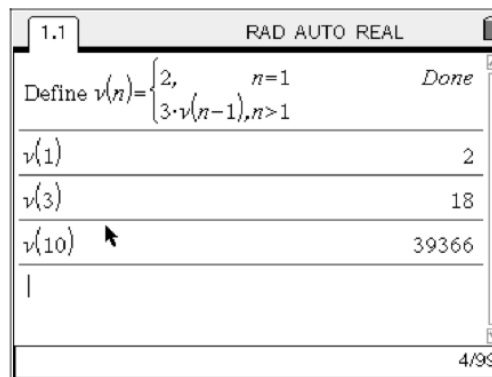 1.1 RAD AUTO REAL
Define v(n)={2, n=1 Done
3·v(n−1),n>1
v(1) 2
v(3) 18
v(10) 39366
4/99